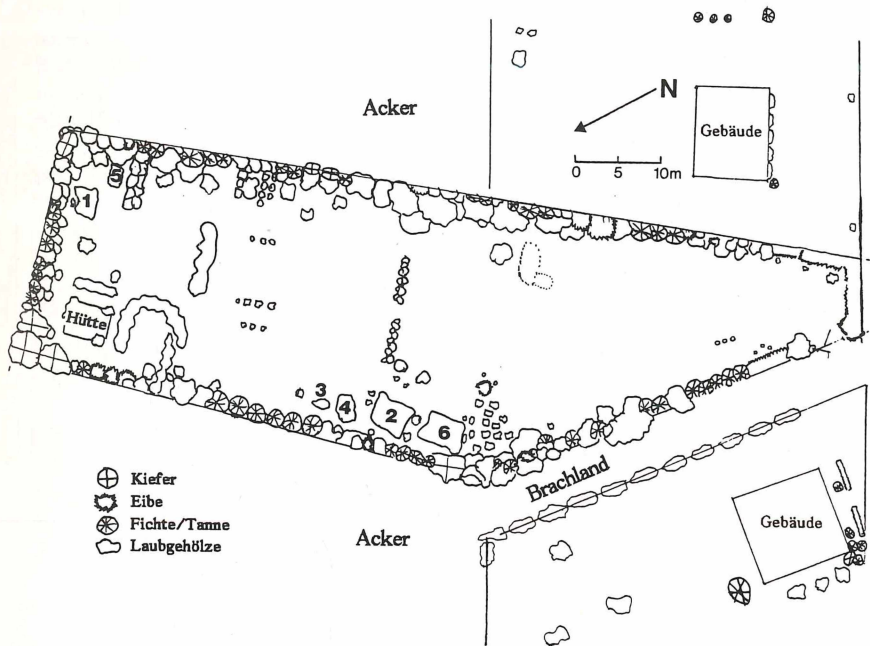 Acker
N
Gebäude
0 5 10m
5
1
Hütte
3
4
2
6
Brachland
Kiefer
Eibe
Fichte/Tanne
Laubgehölze
Acker
Gebäude